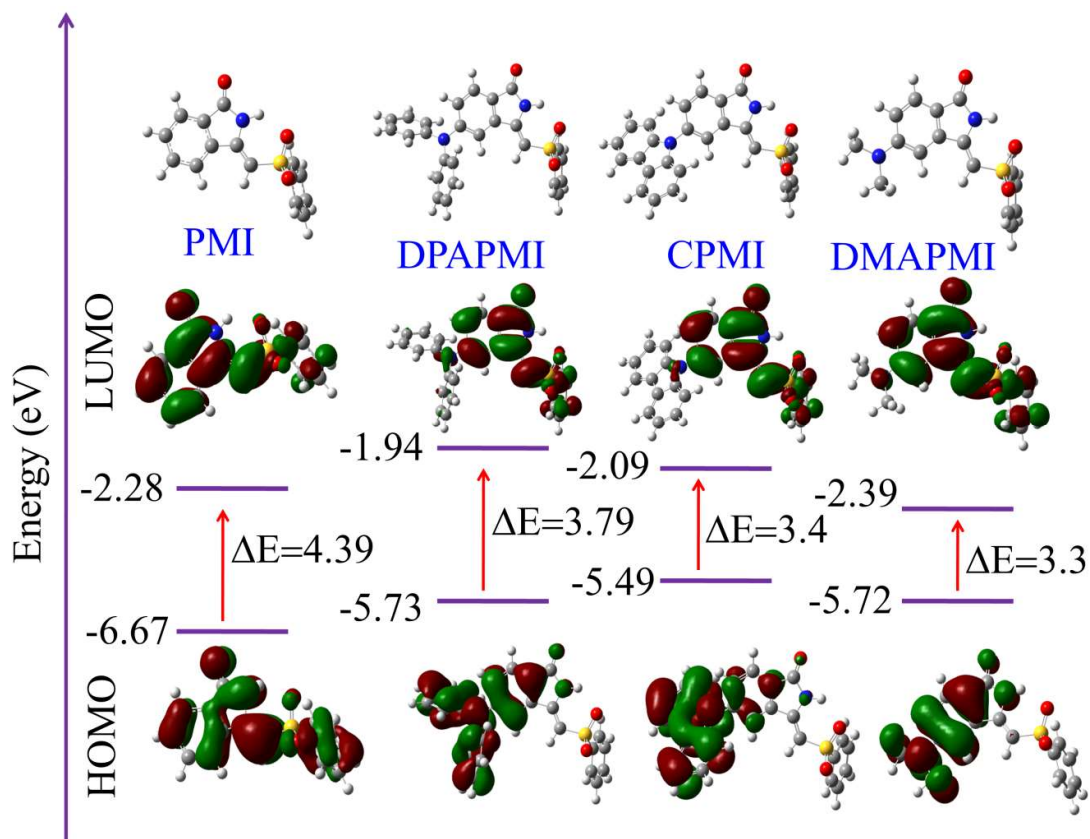 PMI
DPAPMI
CPMI
DMAPMI
Energy (eV)
LUMO
HOMO
-2.28
-1.94
-2.09
-2.39
ΔE=4.39
ΔE=3.79
ΔE=3.4
ΔE=3.3
-6.67
-5.73
-5.49
-5.72